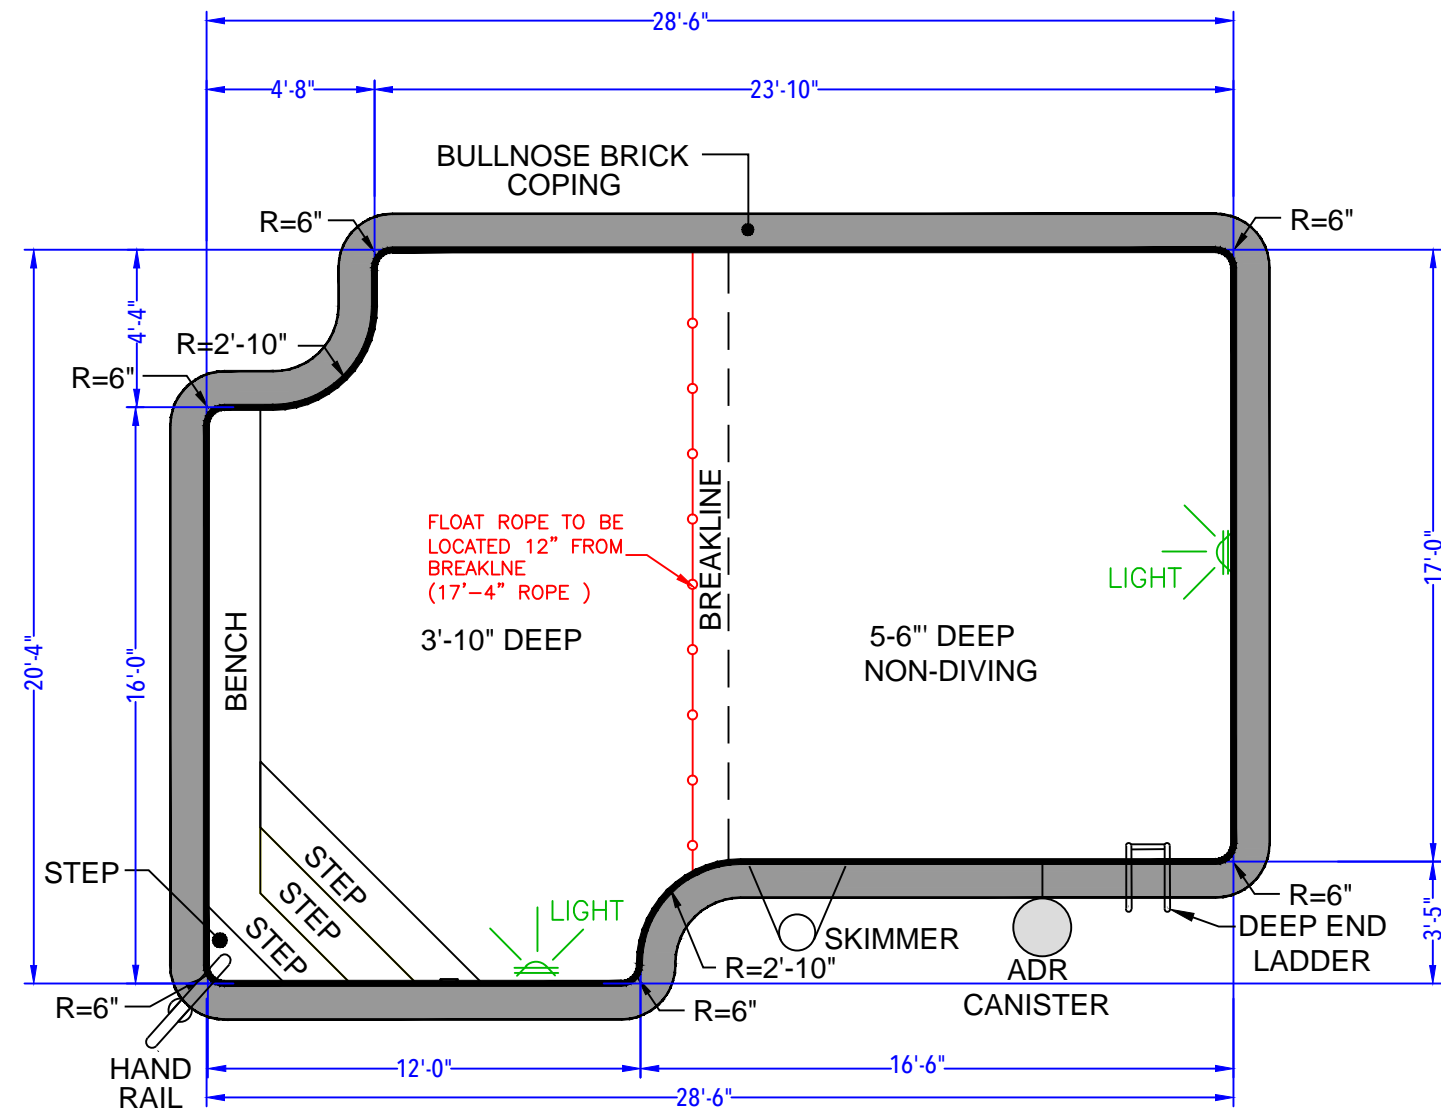 28'-6"
4'-8"
23'-10"
BULLNOSE BRICK
COPING
R=6"
R=6"
4'-4"
R=2'-10"
R=6"
BREAKLINE
FLOAT ROPE TO BE
LOCATED 12” FROM
BREAKLNE
(17'–4” ROPE )
LIGHT
17'-0"
3'-10" DEEP
5-6"' DEEP
NON-DIVING
BENCH
20'-4"
16'-0"
STEP
STEP
STEP
STEP
LIGHT
SKIMMER
R=6"
DEEP END
LADDER
3'-5"
R=2'-10"
ADR
CANISTER
R=6"
R=6"
HAND
RAIL
12'-0"
16'-6"
28'-6"